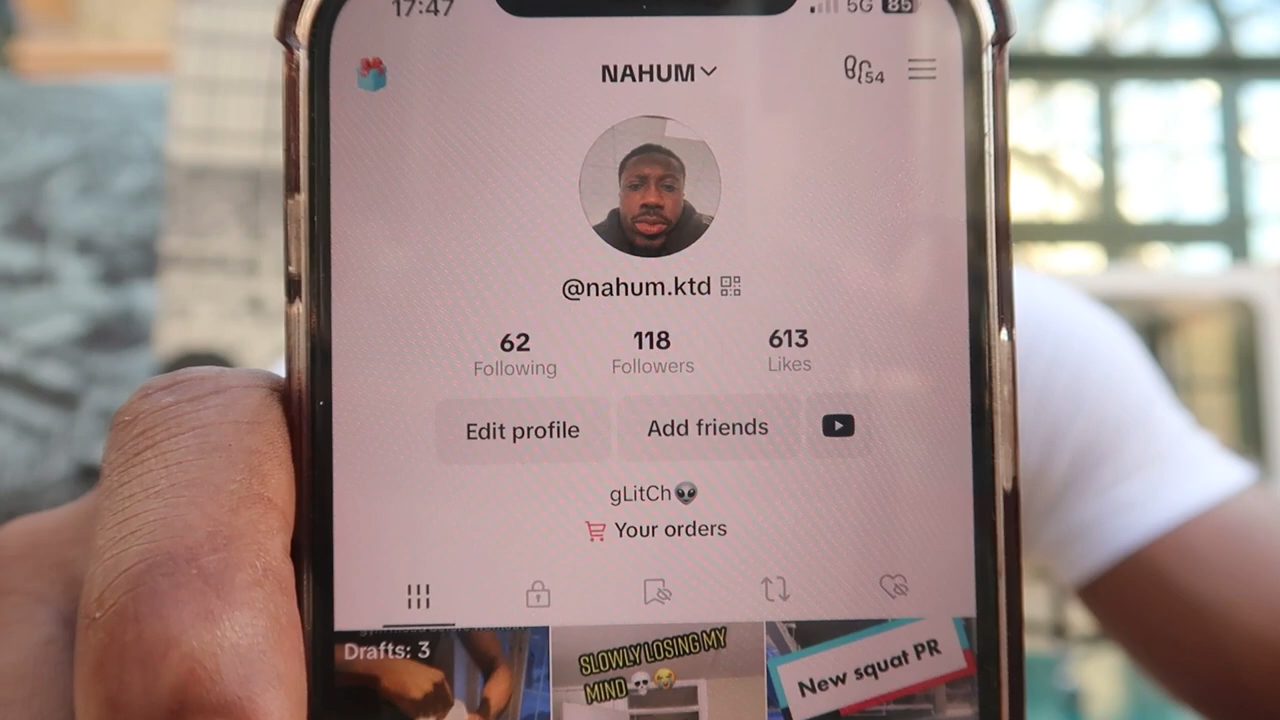 17:47
5G 85
NAHUM
54
@nahum.ktd
62 118 613
Following Followers Likes
Edit profile Add friends
gLitCh👽
Your orders
Drafts: 3
SLOWLY LOSING MY
MIND💀😭
New squat PR